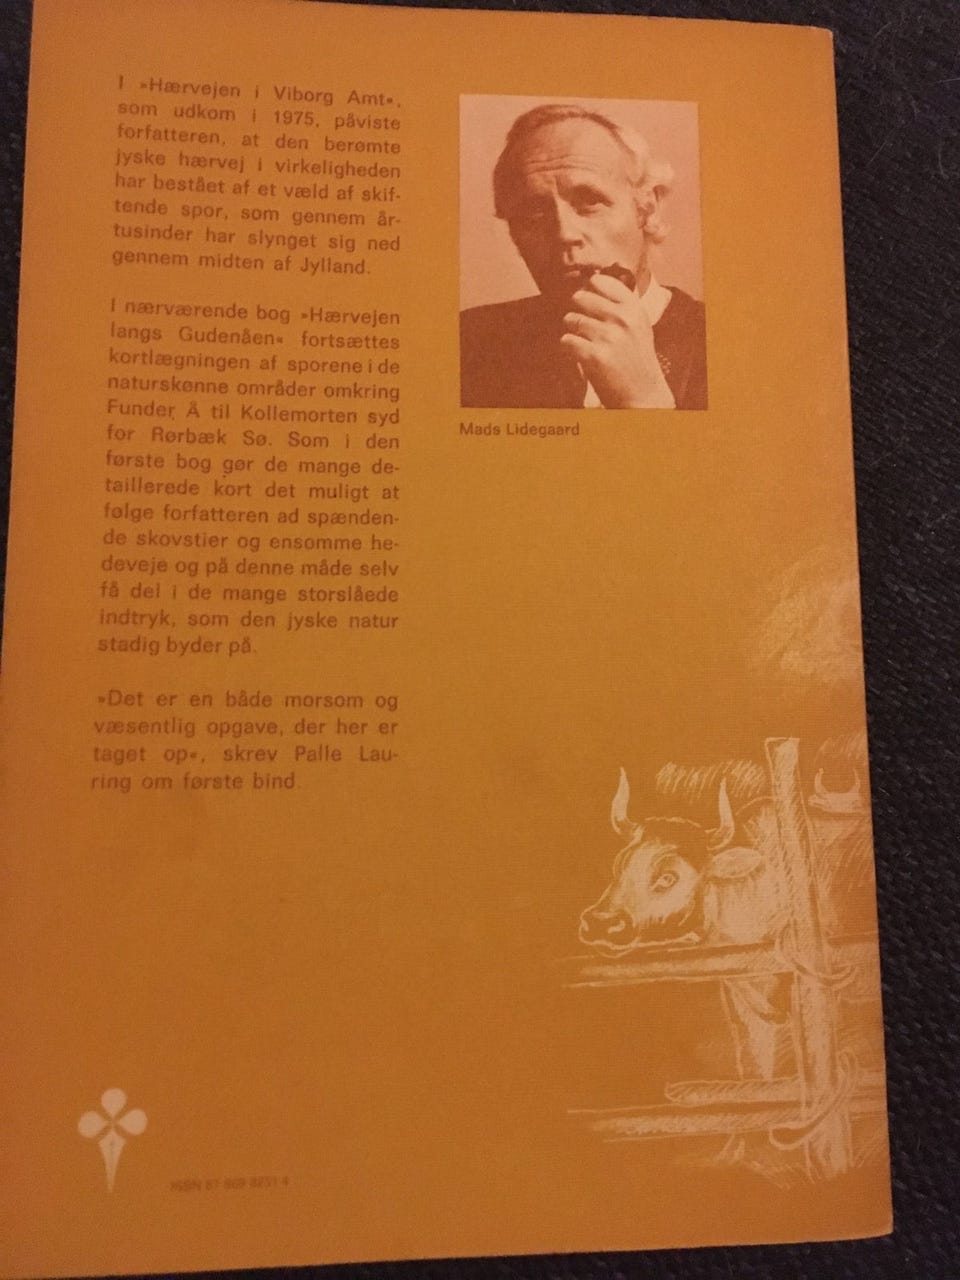 I »Hærvejen i Viborg Amt«,
som udkom i 1975, påviste
forfatteren, at den berømte
jyske hærvej i virkeligheden
har bestået af et væld af skif-
tende spor, som gennem år-
tusinder har slynget sig ned
gennem midten af Jylland.
I nærværende bog »Hærvejen
langs Gudenåen« fortsættes
kortlægningen af sporene i de
naturskønne områder omkring
Funder Å til Kollemorten syd
for Rørbæk Sø. Som i den
første bog gør de mange de-
taillerede kort det muligt at
følge forfatteren ad spænden-
de skovstier og ensomme he-
deveje og på denne måde selv
få del i de mange storslåede
indtryk, som den jyske natur
stadig byder på.
»Det er en både morsom og
væsentlig opgave, der her er
taget op«, skrev Palle Lau-
ring om første bind.
Mads Lidegaard
ISBN 87